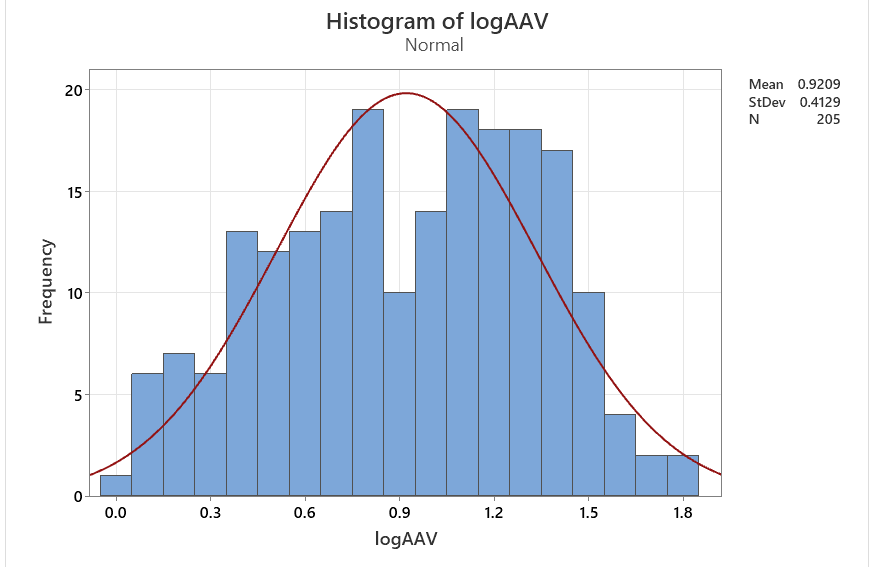 Histogram of logAAV
Normal
Mean 0.9209
StDev 0.4129
N 205
Frequency
20
15
10
5
0
0.0 0.3 0.6 0.9 1.2 1.5 1.8
logAAV